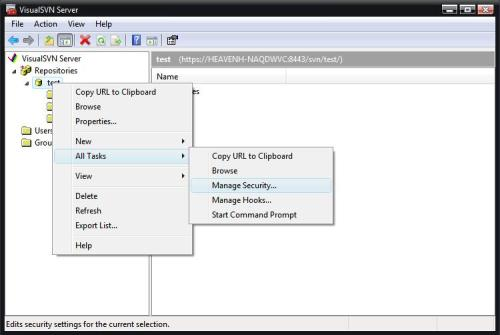 VisualSVN Server
File Action View Help
VisualSVN Server
Repositories
test
Users
Grou
test (https://HEAVENH-NAQDWVC:8443/svn/test/)
Name
es
Copy URL to Clipboard
Browse
Properties...
New
All Tasks
View
Delete
Refresh
Export List...
Help
Copy URL to Clipboard
Browse
Manage Security...
Manage Hooks...
Start Command Prompt
Edits security settings for the current selection.